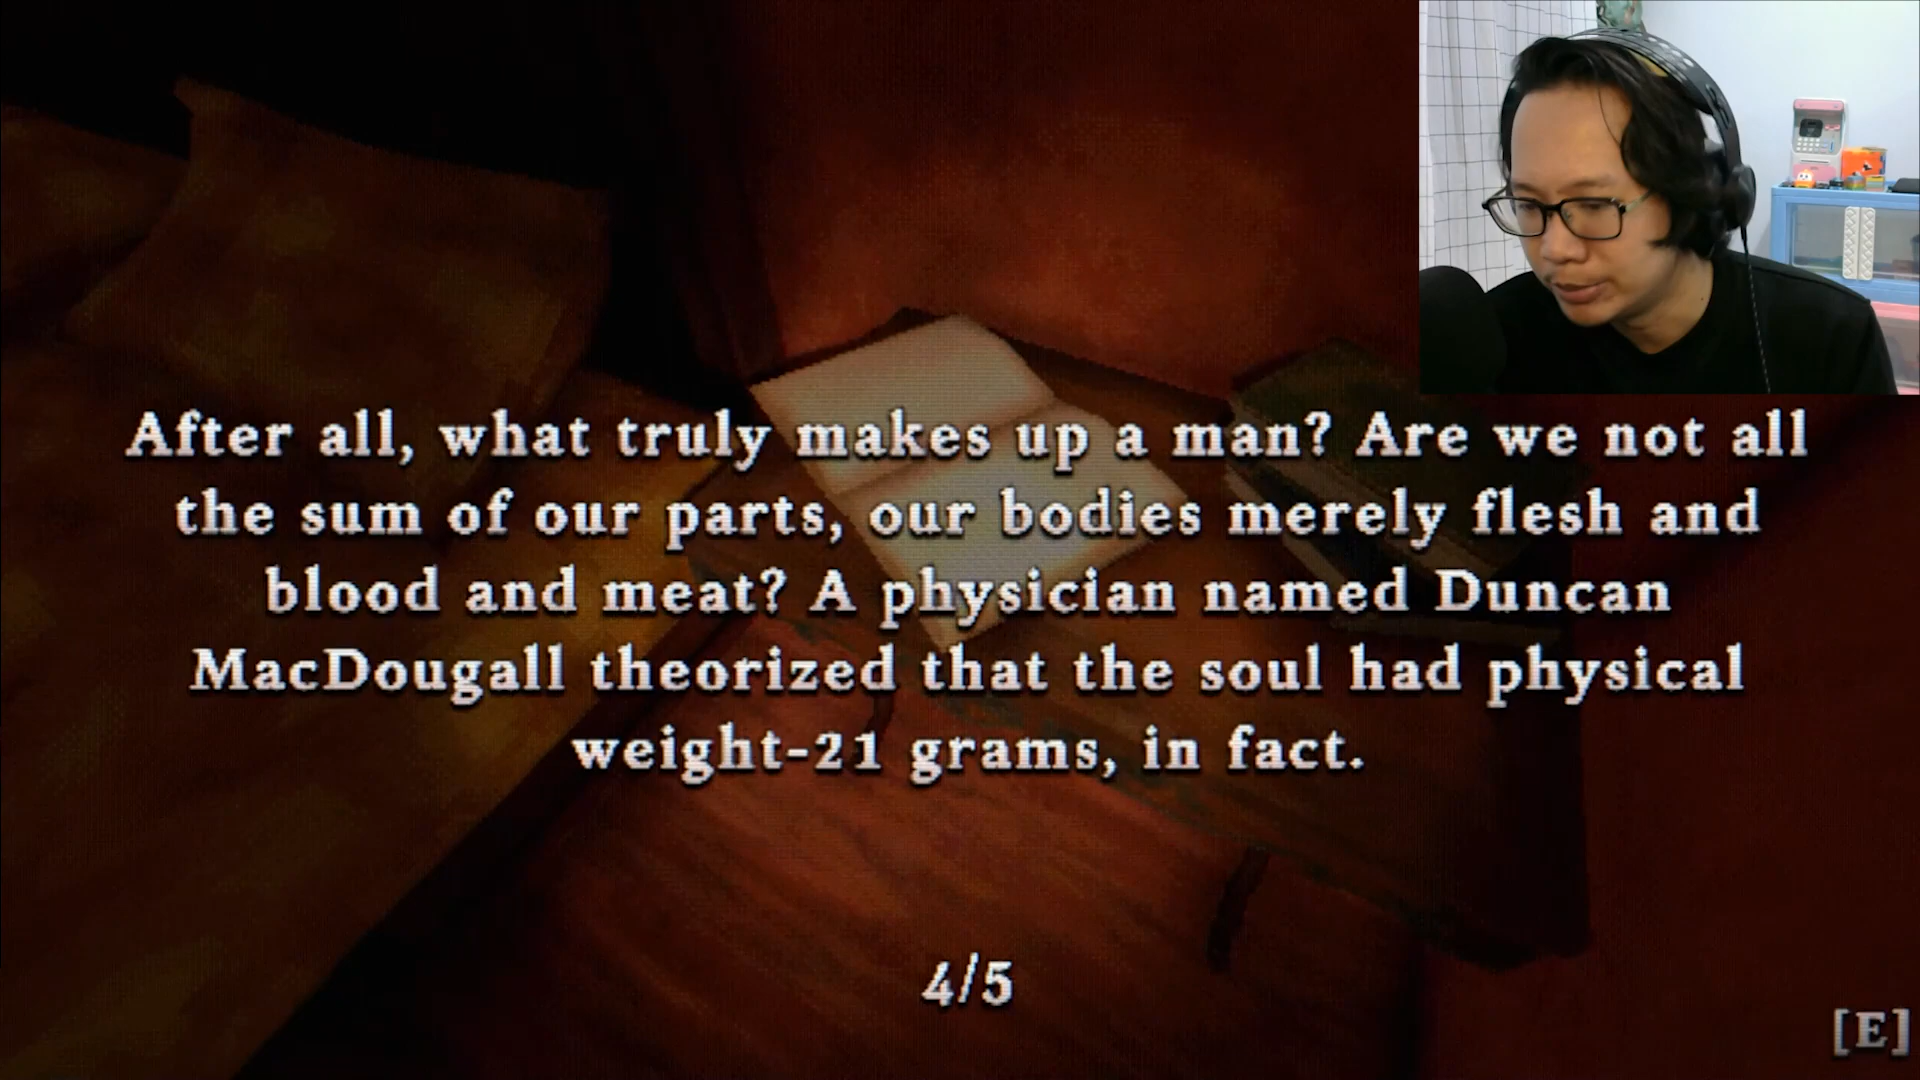 After all, what truly makes up a man? Are we not all
the sum of our parts, our bodies merely flesh and
blood and meat? A physician named Duncan
MacDougall theorized that the soul had physical
weight-21 grams, in fact.
4/5
[E]